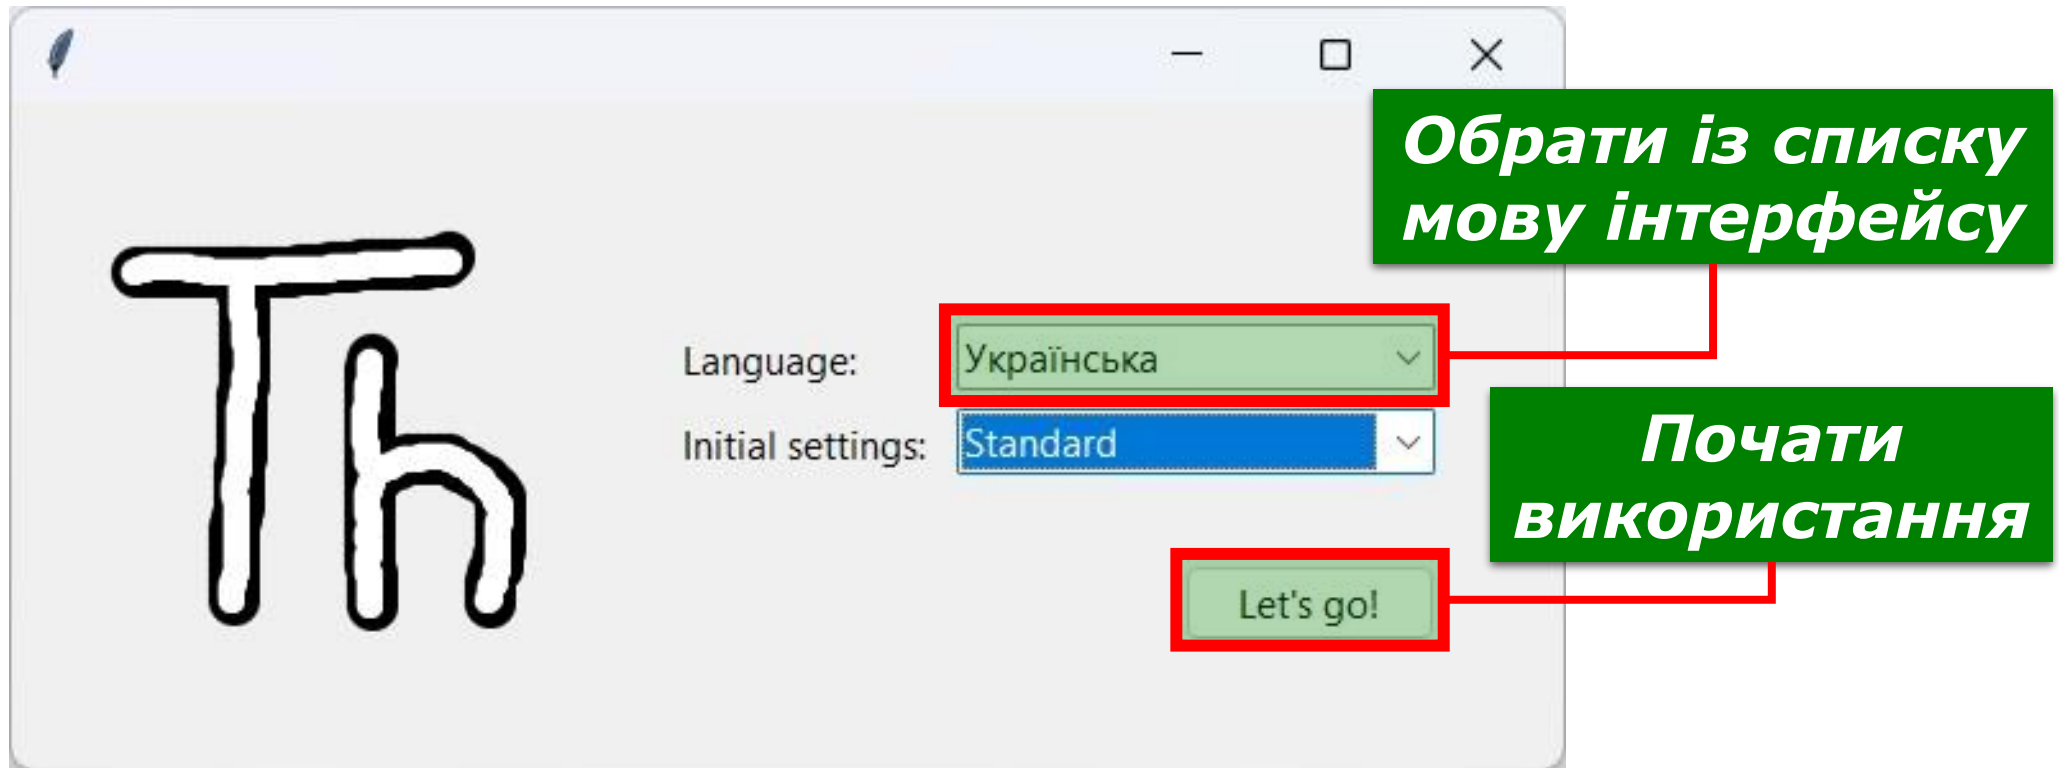 Обрати із списку
мову інтерфейсу
Th
Language:
Українська
Initial settings:
Standard
Почати
використання
Let's go!